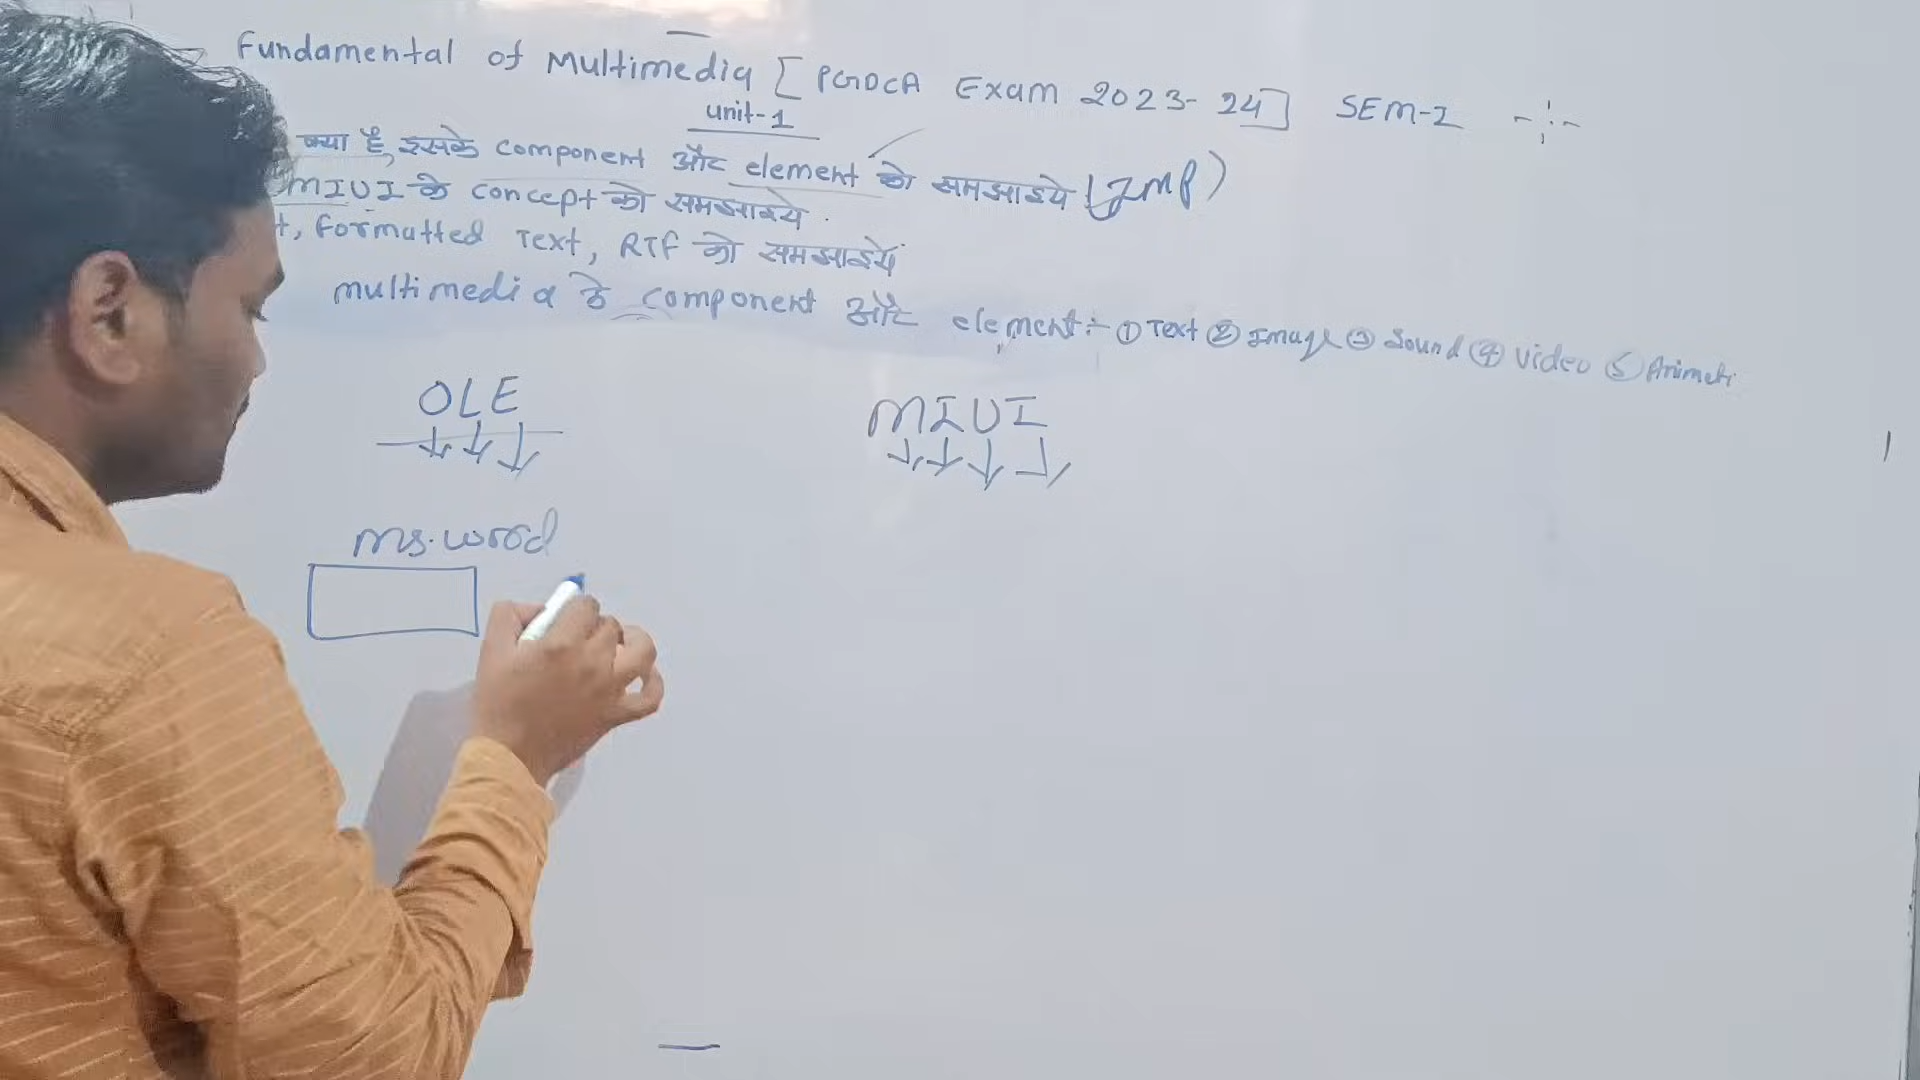 Fundamental of Multimedia [PGDCA Exam 2023-24] SEM-I
unit-1
क्या है, इसके component और element को समझाइये (IMP)
MIUI के concept को समझाइये.
t, Formatted Text, RTF को समझाइये
multimedia के component और element :- ① Text ② Image ③ Sound ④ video ⑤ Animati
OLE
MIUI
ms.word